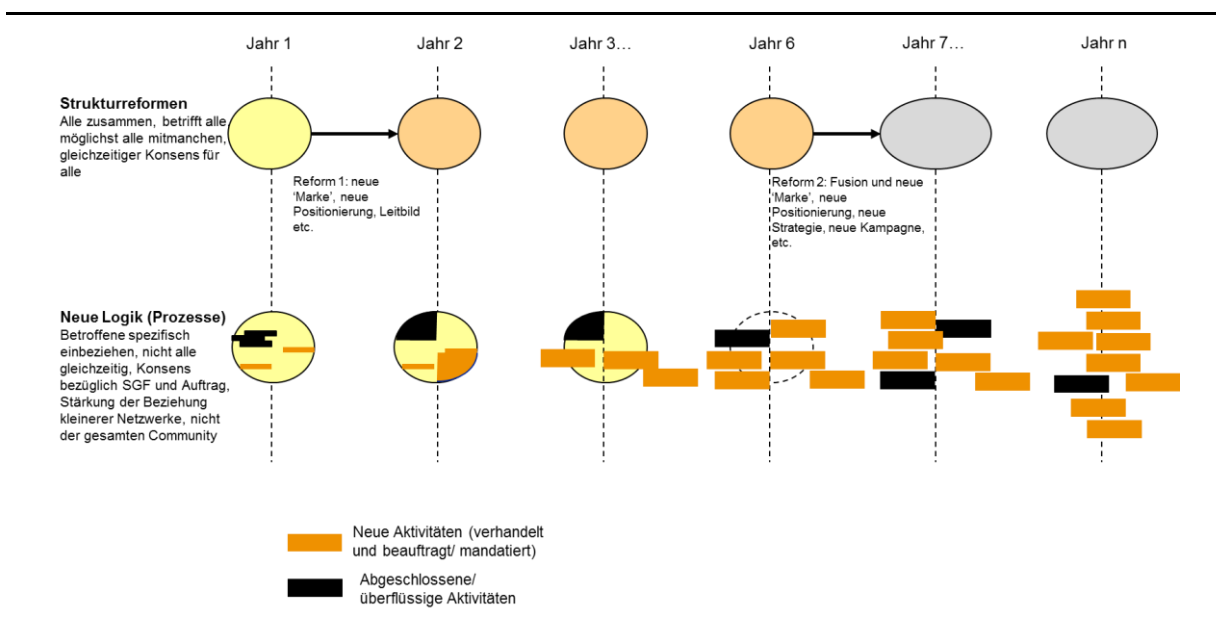 Jahr 1
Jahr 2
Jahr 3...
Jahr 6
Jahr 7...
Jahr n
Strukturreformen
Alle zusammen, betrifft alle
möglichst alle mitmanchen,
gleichzeitiger Konsens für
alle
Reform 1: neue
'Marke', neue
Positionierung, Leitbild
etc.
Reform 2: Fusion und neue
'Marke', neue
Positionierung, neue
Strategie, neue Kampagne,
etc.
Neue Logik (Prozesse)
Betroffene spezifisch
einbeziehen, nicht alle
gleichzeitig, Konsens
bezüglich SGF und Auftrag,
Stärkung der Beziehung
kleinerer Netzwerke, nicht
der gesamten Community
Neue Aktivitäten (verhandelt
und beauftragt/ mandatiert)
Abgeschlossene/
überflüssige Aktivitäten